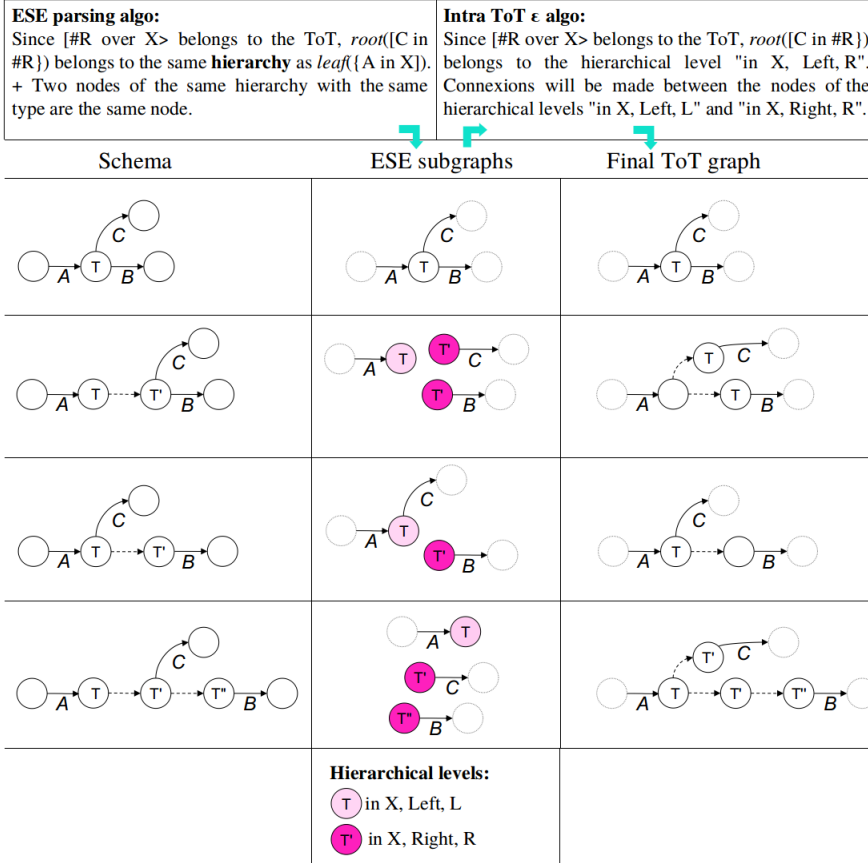 ESE parsing algo:
Since [#R over X> belongs to the ToT, root([C in
#R}) belongs to the same hierarchy as leaf({A in X]).
+ Two nodes of the same hierarchy with the same
type are the same node.
Intra ToT ε algo:
Since [#R over X> belongs to the ToT, root([C in #R})
belongs to the hierarchical level "in X, Left, R".
Connexions will be made between the nodes of the
hierarchical levels "in X, Left, L" and "in X, Right, R".
Schema
ESE subgraphs
Final ToT graph
C
A T B
C
A T B
C
A T B
C
A T T' B
T' C
A T
T' B
T C
A T B
C
A T T' B
C
A T
T' B
C
A T B
C
A T T' T" B
A T
T' C
T" B
T' C
A T T' T" B
Hierarchical levels:
T in X, Left, L
T' in X, Right, R